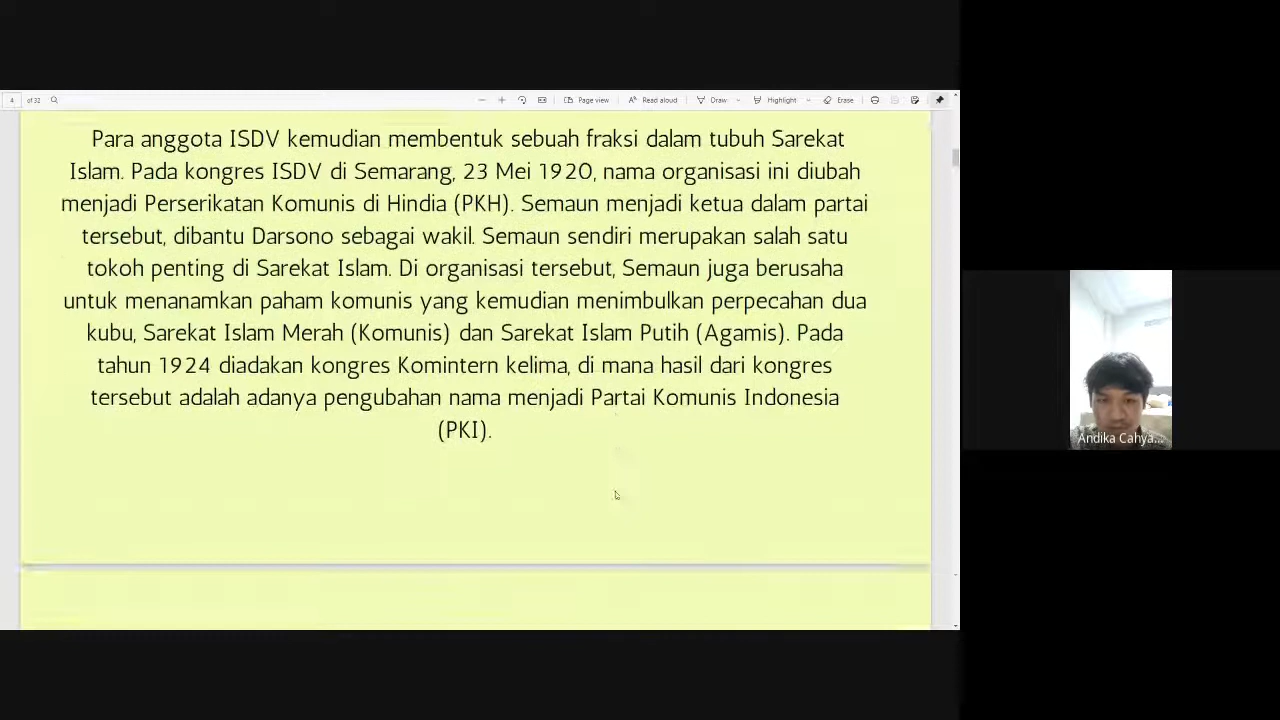 4 of 32 Page view Read aloud Draw Highlight Erase
Para anggota ISDV kemudian membentuk sebuah fraksi dalam tubuh Sarekat
Islam. Pada kongres ISDV di Semarang, 23 Mei 1920, nama organisasi ini diubah
menjadi Perserikatan Komunis di Hindia (PKH). Semaun menjadi ketua dalam partai
tersebut, dibantu Darsono sebagai wakil. Semaun sendiri merupakan salah satu
tokoh penting di Sarekat Islam. Di organisasi tersebut, Semaun juga berusaha
untuk menanamkan paham komunis yang kemudian menimbulkan perpecahan dua
kubu, Sarekat Islam Merah (Komunis) dan Sarekat Islam Putih (Agamis). Pada
tahun 1924 diadakan kongres Komintern kelima, di mana hasil dari kongres
tersebut adalah adanya pengubahan nama menjadi Partai Komunis Indonesia
(PKI).
Andika Cahya...